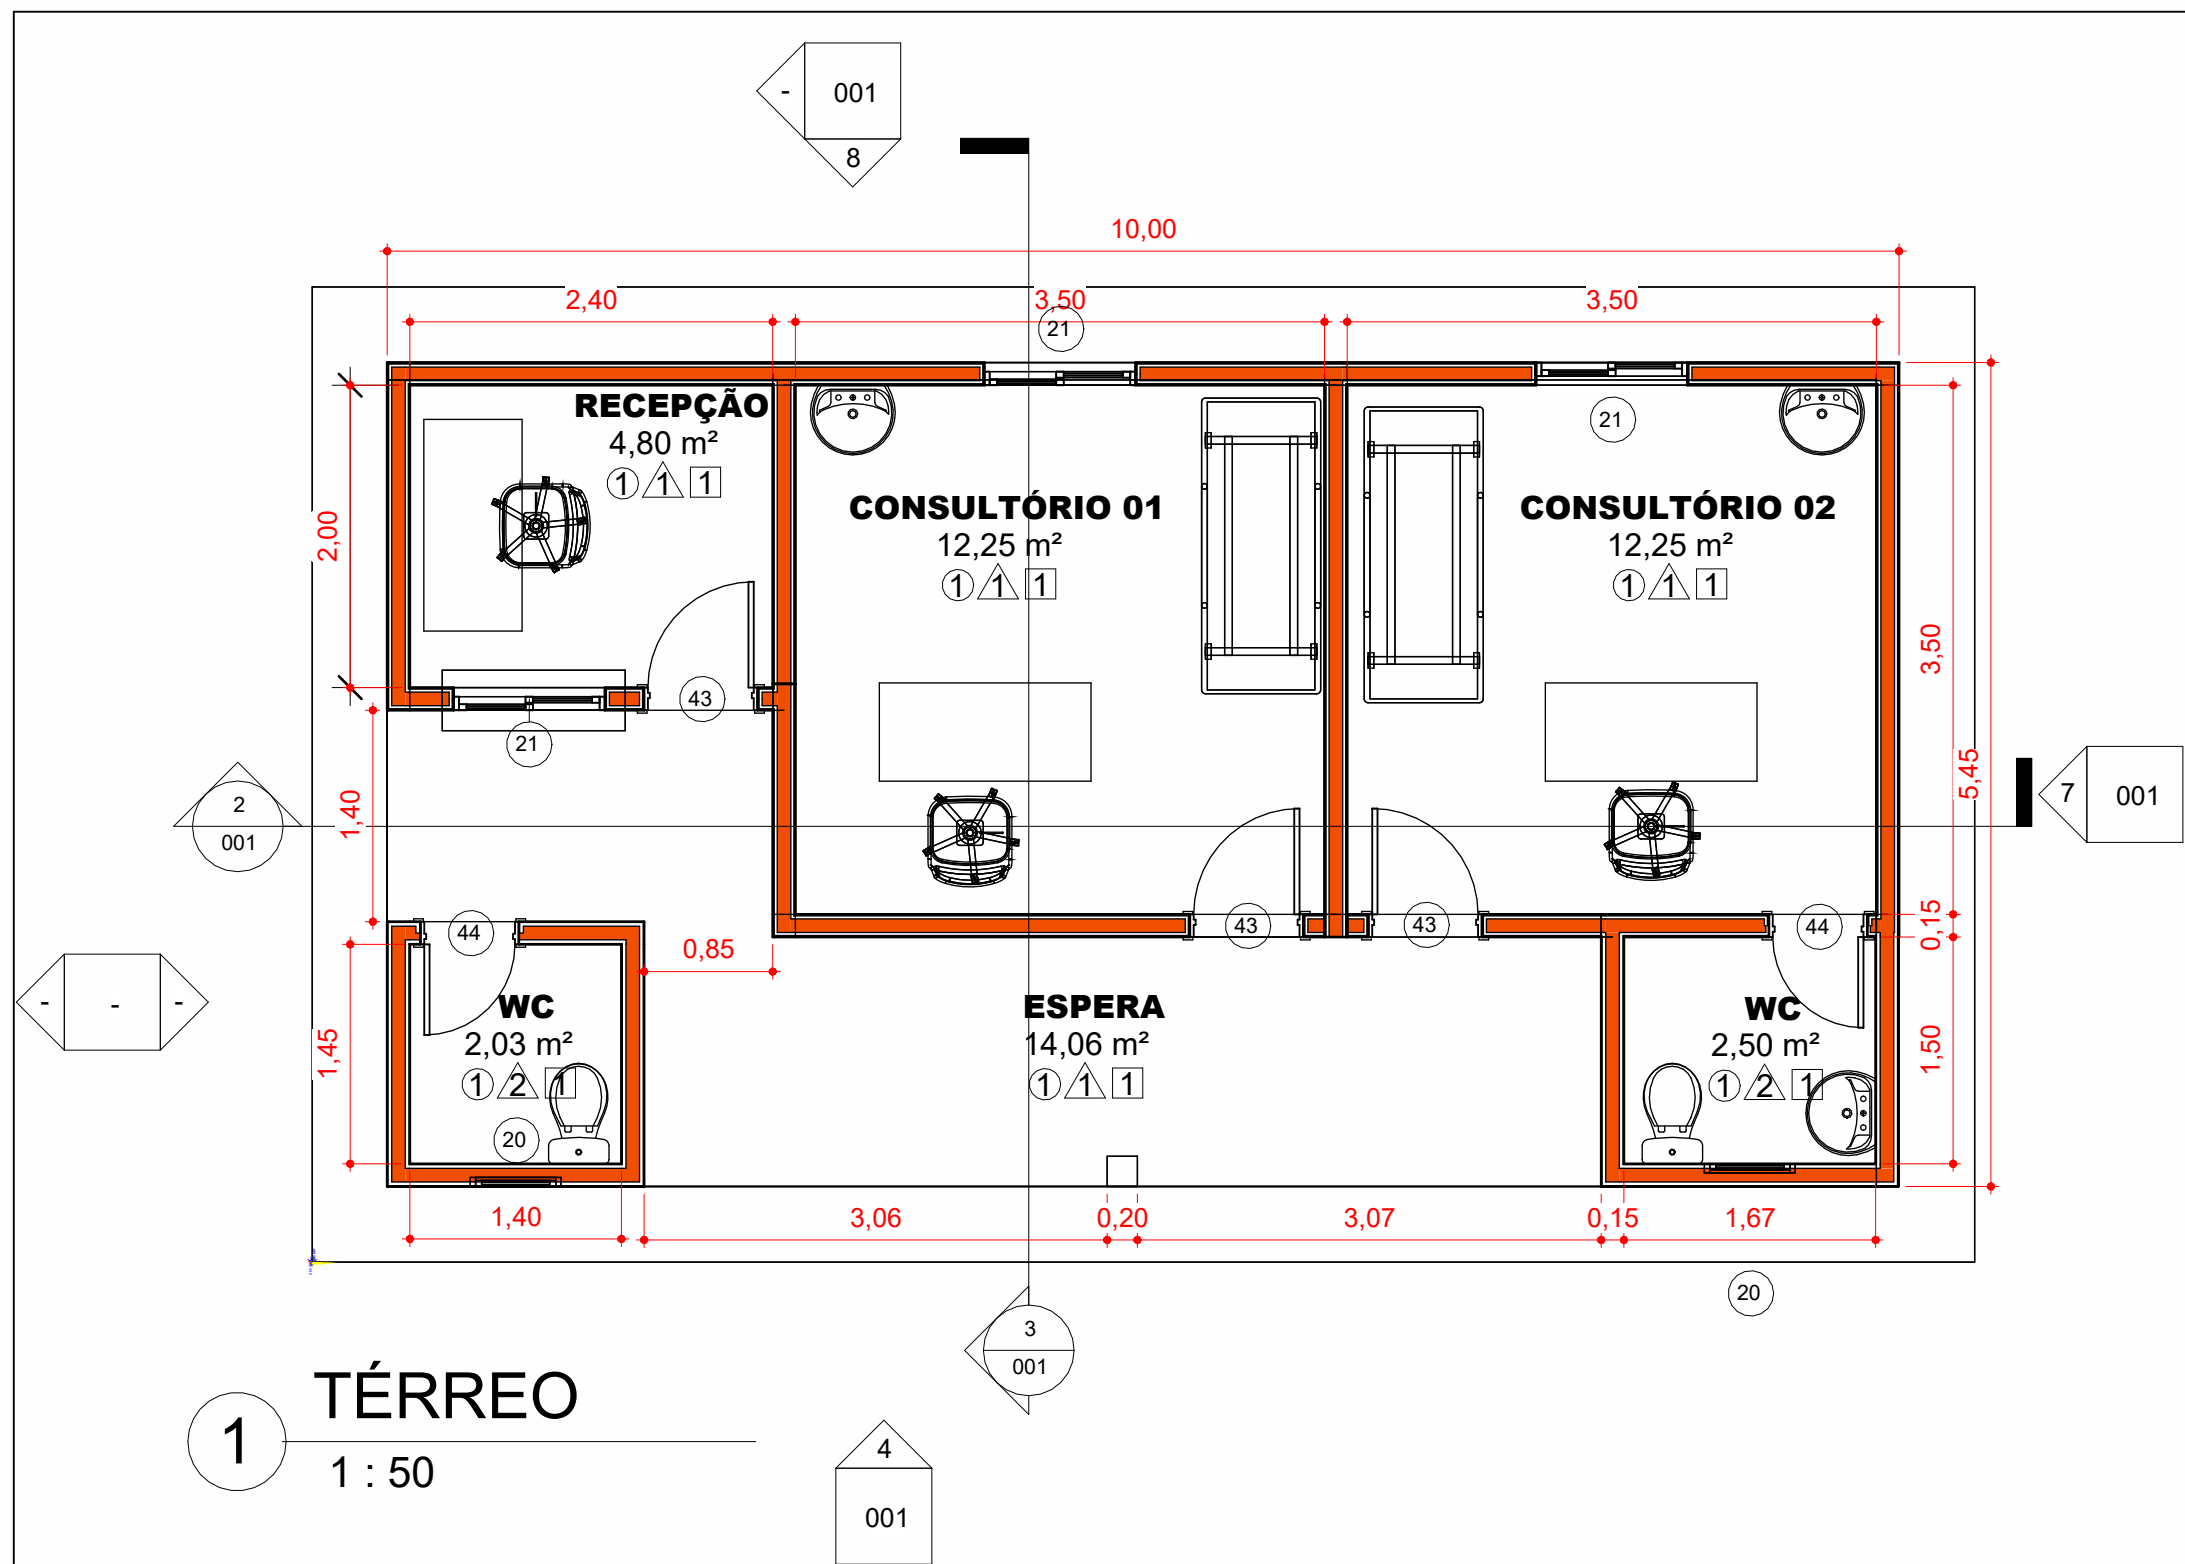 - 001
8
10,00
2,40 3,50 3,50
21
RECEPÇÃO
4,80 m²
1 1 1
21
CONSULTÓRIO 01
12,25 m²
1 1 1
CONSULTÓRIO 02
12,25 m²
1 1 1
2,00
3,50
43
21
5,45
1,40
2
001
7 001
44
43
43
44
0,15
0,85
- - -
WC
2,03 m²
1 2 1
20
ESPERA
14,06 m²
1 1 1
WC
2,50 m²
1 2 1
1,45
1,50
1,40 3,06 0,20 3,07 0,15 1,67
20
3
001
1 TÉRREO
1 : 50
4
001